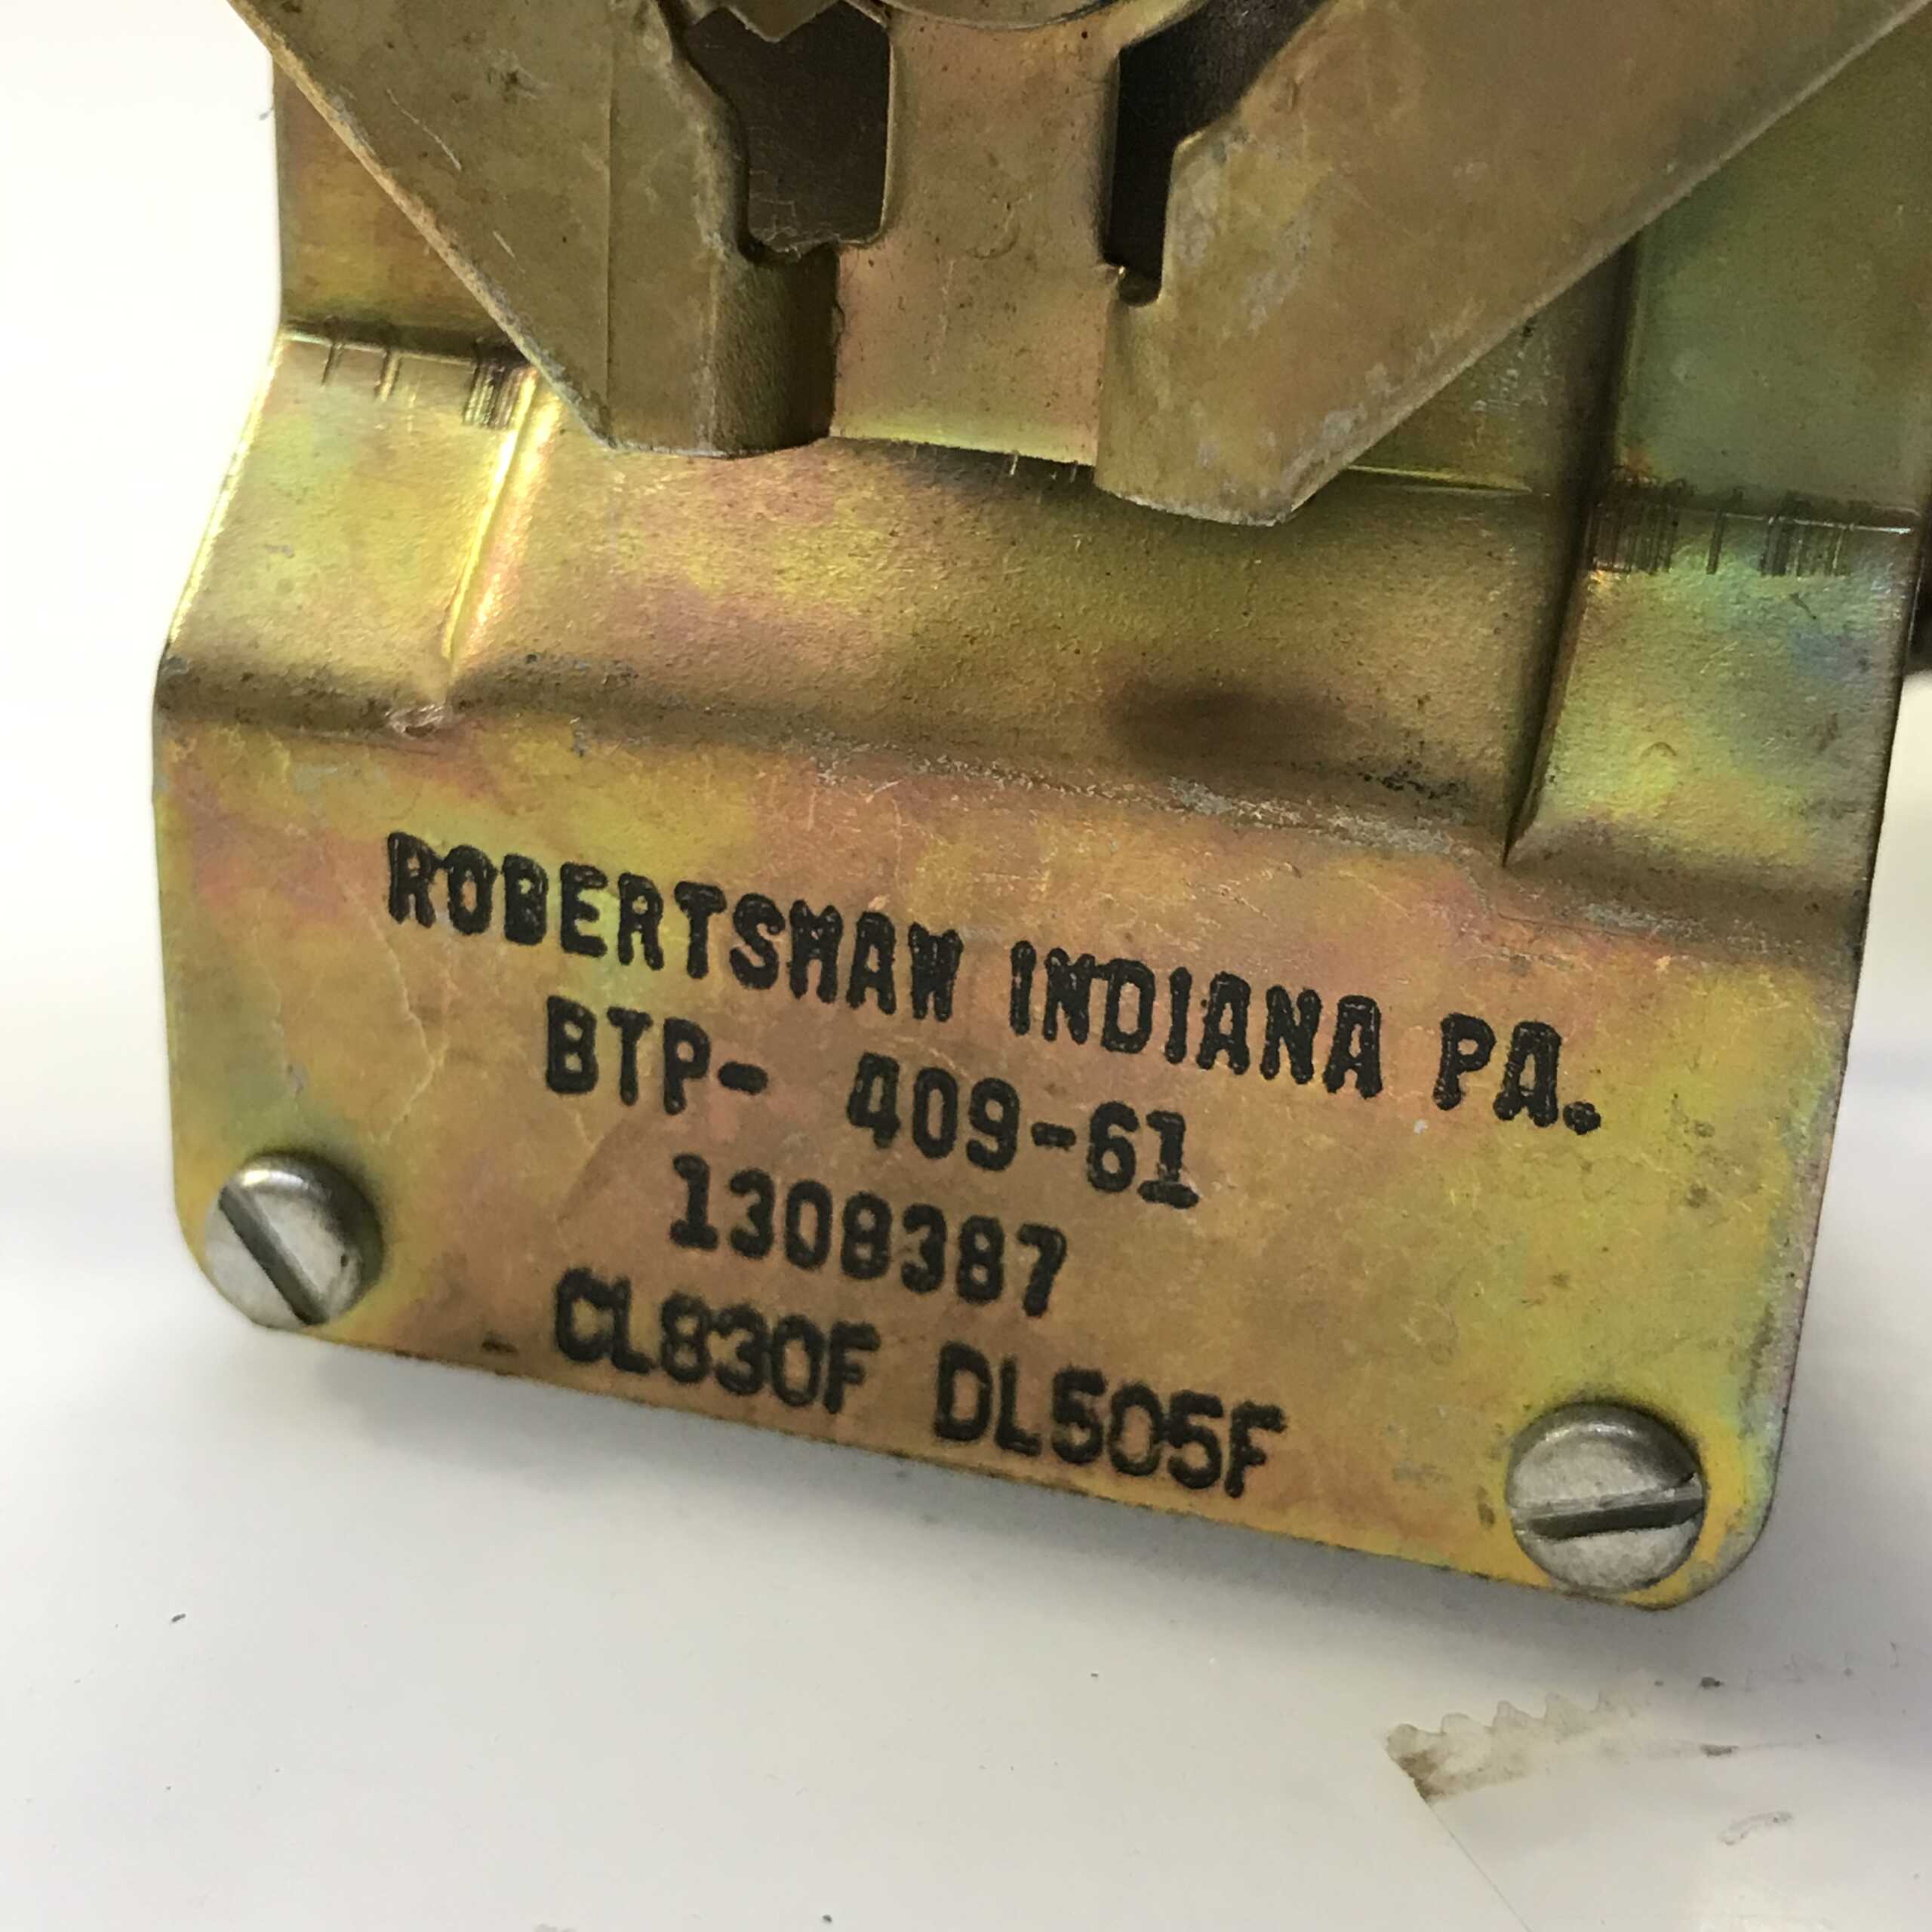 ROBERTSHAW INDIANA PA.
BTP- 409-61
1308387
CL830F DL505F